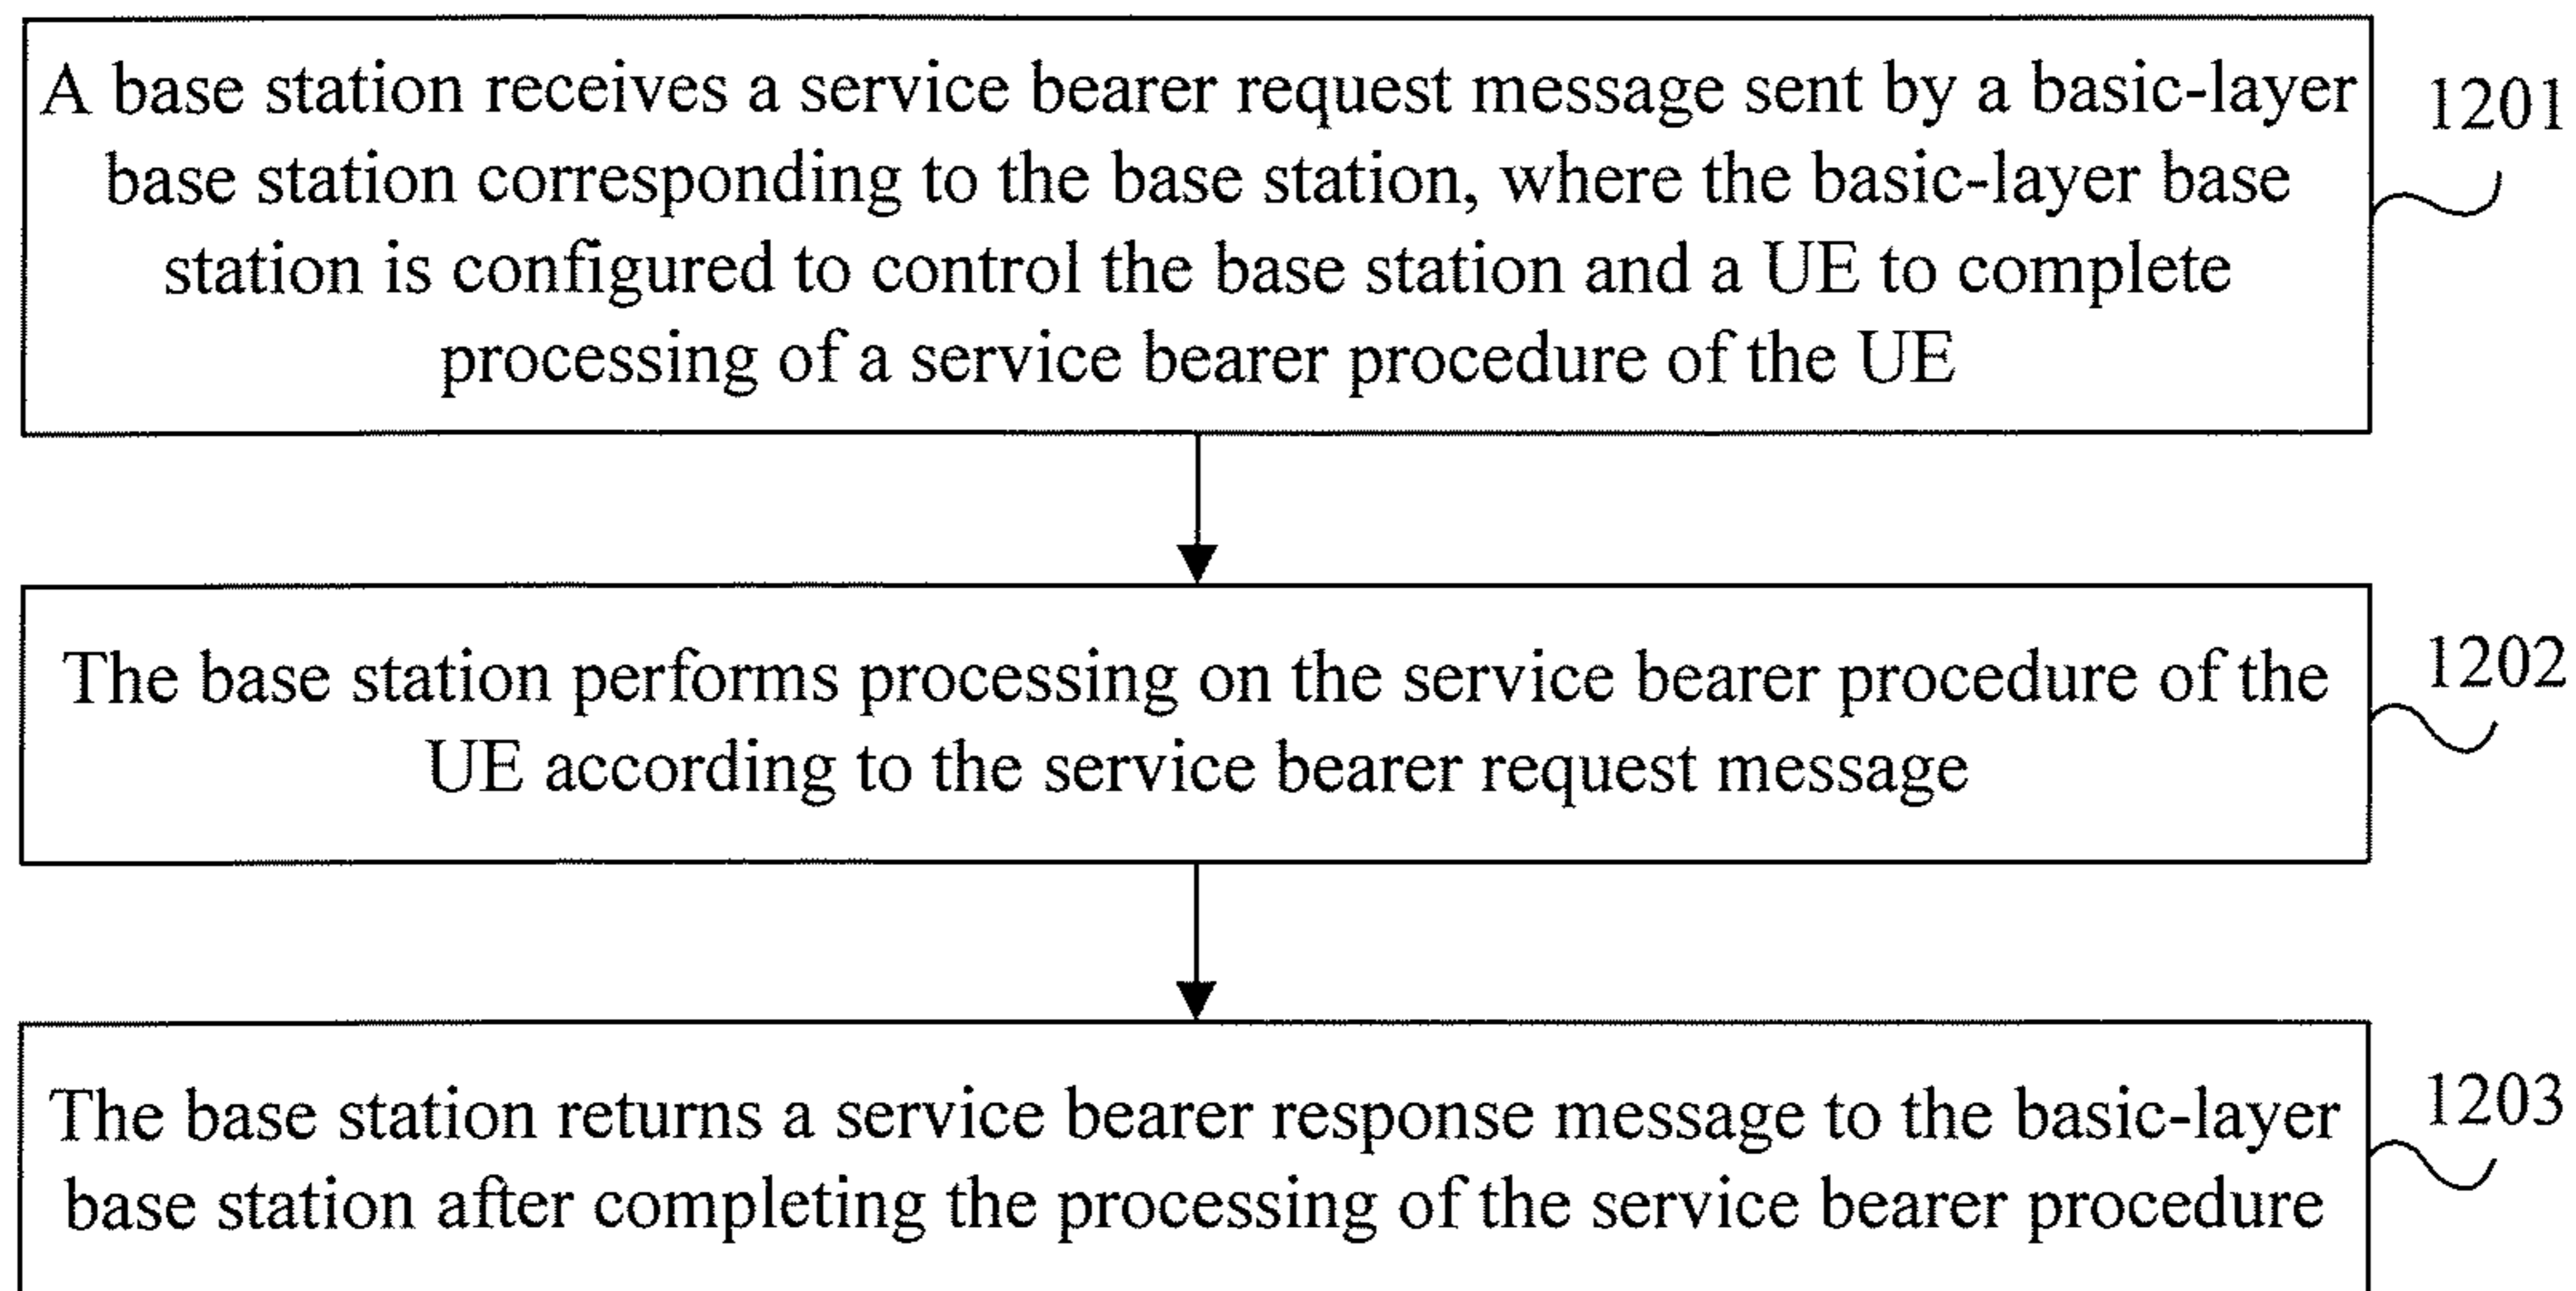 A base station receives a service bearer request message sent by a basic-layer
base station corresponding to the base station, where the basic-layer base
station is configured to control the base station and a UE to complete
processing of a service bearer procedure of the UE
1201
The base station performs processing on the service bearer procedure of the
UE according to the service bearer request message
1202
The base station returns a service bearer response message to the basic-layer
base station after completing the processing of the service bearer procedure
1203